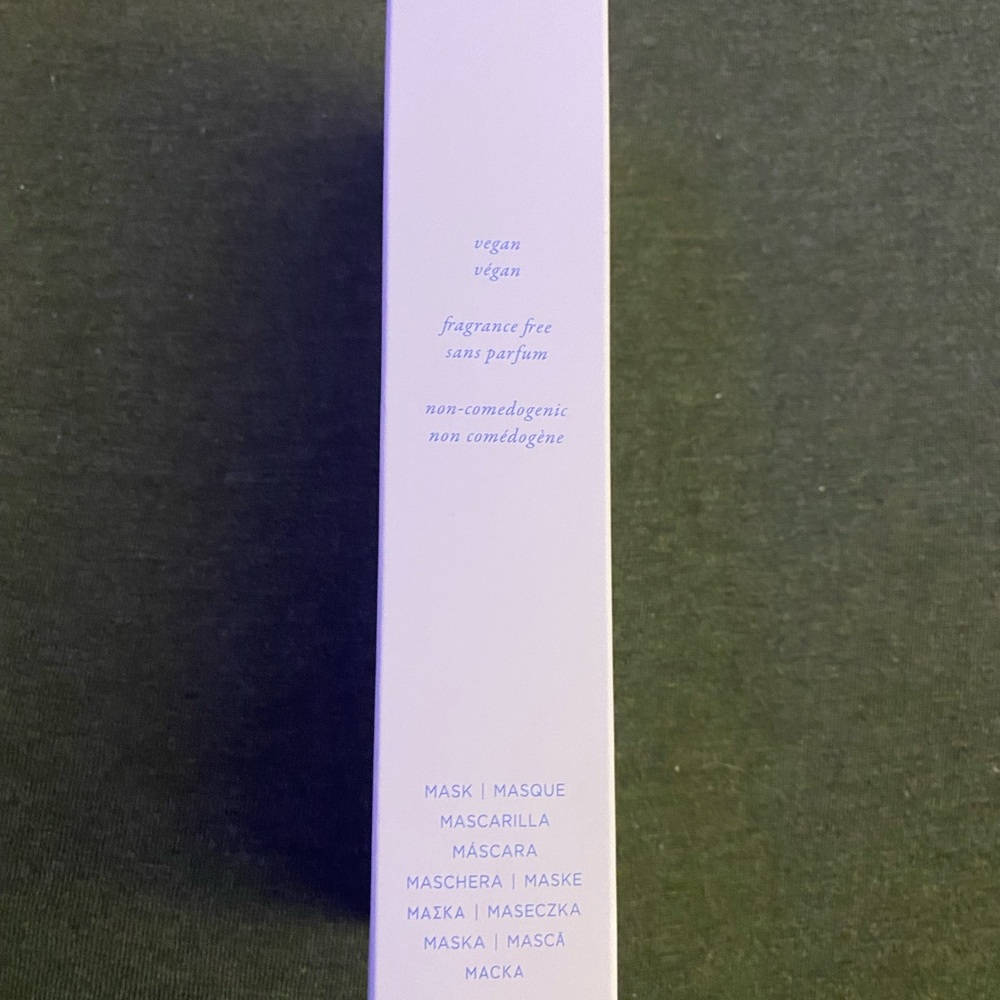 vegan
végan
fragrance free
sans parfum
non-comedogenic
non comédogène
MASK | MASQUE
MASCARILLA
MÁSCARA
MASCHERA | MASKE
ΜΑΣΚΑ | MASECZKA
MASKA | MASCĂ
МАСКА